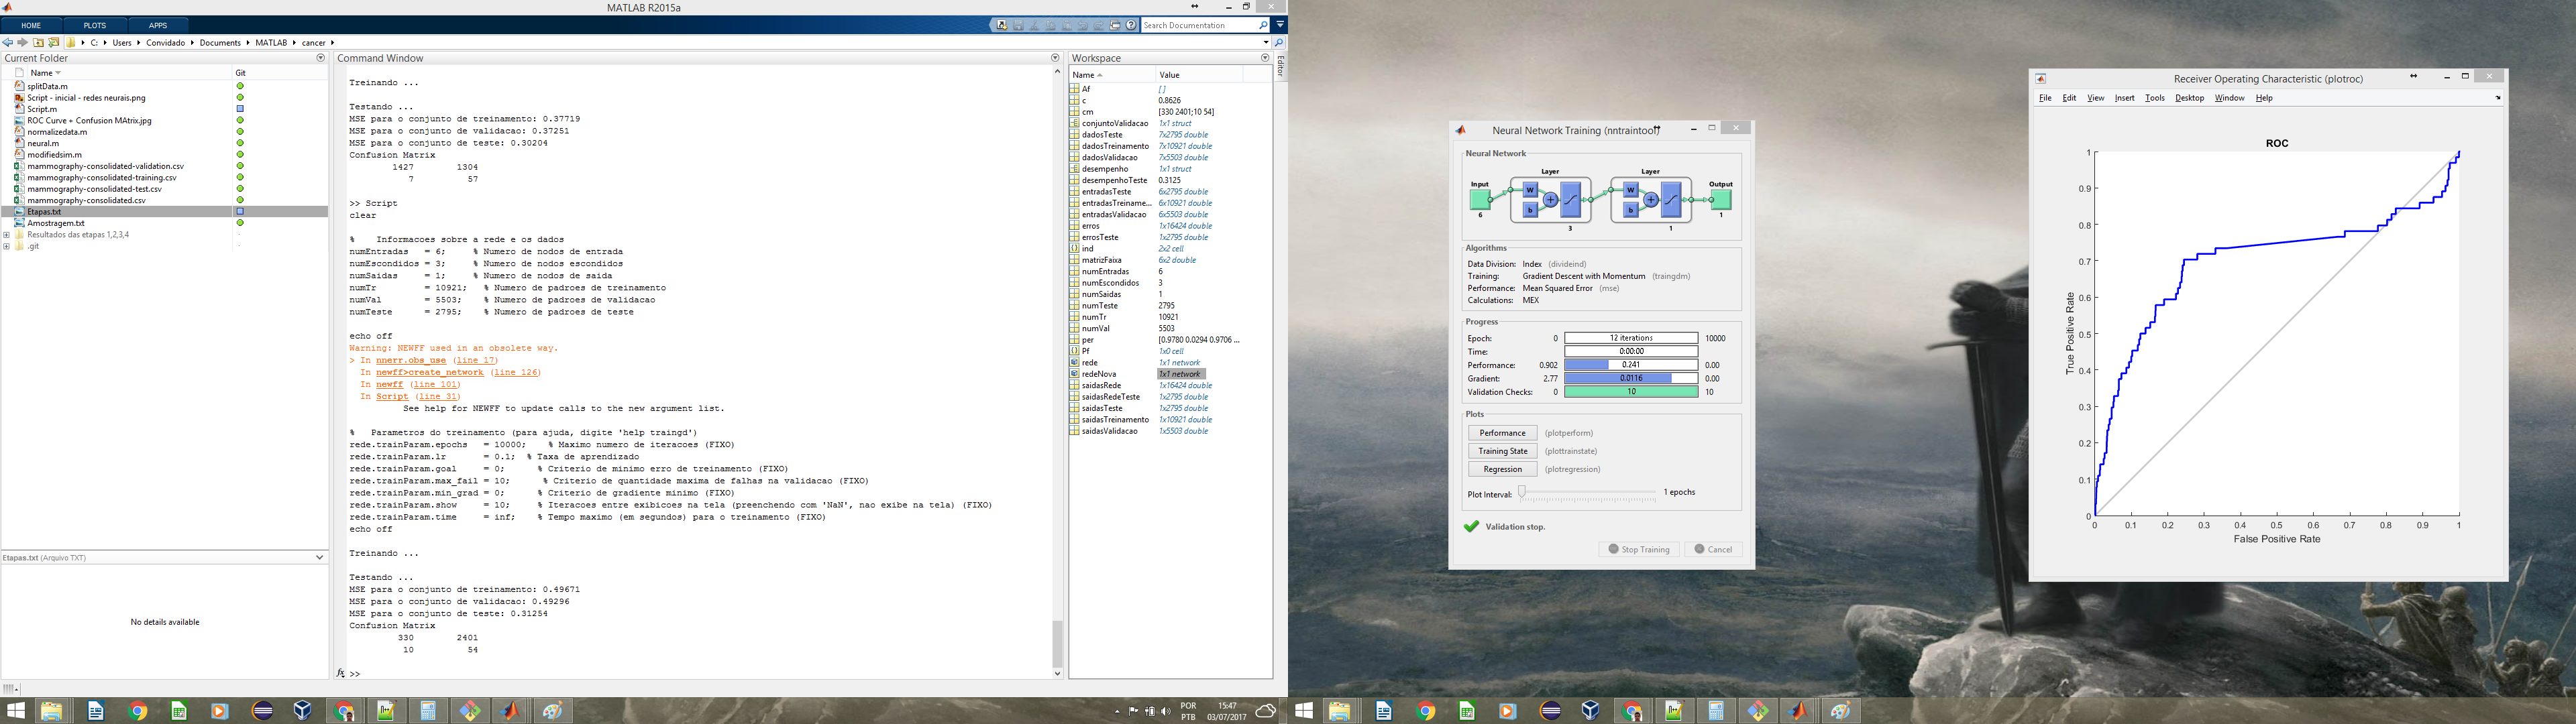 MATLAB R2015a
HOME
PLOTS
APPS
Search Documentation
C: Users Convidado Documents MATLAB cancer
Current Folder
Name Git
splitData.m
Script - inicial - redes neurais.png
Script.m
ROC Curve + Confusion MAtrix.jpg
normalizedata.m
neural.m
modifiedsim.m
mammography-consolidated-validation.csv
mammography-consolidated-training.csv
mammography-consolidated-test.csv
mammography-consolidated.csv
Etapas.txt
Amostragem.txt
Resultados das etapas 1,2,3,4
.git
Etapas.txt (Arquivo TXT)
No details available
Command Window
Treinando ...
Testando ...
MSE para o conjunto de treinamento: 0.37719
MSE para o conjunto de validacao: 0.37251
MSE para o conjunto de teste: 0.30204
Confusion Matrix
1427 1304
7 57
>> Script
clear
% Informacoes sobre a rede e os dados
numEntradas = 6; % Numero de nodos de entrada
numEscondidos = 3; % Numero de nodos escondidos
numSaidas = 1; % Numero de nodos de saida
numTr = 10921; % Numero de padroes de treinamento
numVal = 5503; % Numero de padroes de validacao
numTeste = 2795; % Numero de padroes de teste
echo off
Warning: NEWFF used in an obsolete way.
> In nnerr.obs_use (line 17)
In newff>create_network (line 126)
In newff (line 101)
In Script (line 31)
See help for NEWFF to update calls to the new argument list.
% Parametros do treinamento (para ajuda, digite 'help traingd')
rede.trainParam.epochs = 10000; % Maximo numero de iteracoes (FIXO)
rede.trainParam.lr = 0.1; % Taxa de aprendizado
rede.trainParam.goal = 0; % Criterio de minimo erro de treinamento (FIXO)
rede.trainParam.max_fail = 10; % Criterio de quantidade maxima de falhas na validacao (FIXO)
rede.trainParam.min_grad = 0; % Criterio de gradiente minimo (FIXO)
rede.trainParam.show = 10; % Iteracoes entre exibicoes na tela (preenchendo com 'NaN', nao exibe na tela) (FIXO)
rede.trainParam.time = inf; % Tempo maximo (em segundos) para o treinamento (FIXO)
echo off
Treinando ...
Testando ...
MSE para o conjunto de treinamento: 0.49671
MSE para o conjunto de validacao: 0.49296
MSE para o conjunto de teste: 0.31254
Confusion Matrix
330 2401
10 54
fx >>
Workspace
Name Value
Af []
c 0.8626
cm [330 2401;10 54]
conjuntoValidacao 1x1 struct
dadosTeste 7x2795 double
dadosTreinamento 7x10921 double
dadosValidacao 7x5503 double
desempenho 1x1 struct
desempenhoTeste 0.3125
entradasTeste 6x2795 double
entradasTreiname... 6x10921 double
entradasValidacao 6x5503 double
erros 1x16424 double
errosTeste 1x2795 double
ind 2x2 cell
matrizFaixa 6x2 double
numEntradas 6
numEscondidos 3
numSaidas 1
numTeste 2795
numTr 10921
numVal 5503
per [0.9780 0.0294 0.9706 ...
Pf 1x0 cell
rede 1x1 network
redeNova 1x1 network
saidasRede 1x16424 double
saidasRedeTeste 1x2795 double
saidasTeste 1x2795 double
saidasTreinamento 1x10921 double
saidasValidacao 1x5503 double
Editor
POR
PTB
15:47
03/07/2017
Neural Network Training (nntraintool)
Neural Network
Layer Layer
Input W b W b Output
6 3 1 1
Algorithms
Data Division: Index (divideind)
Training: Gradient Descent with Momentum (traingdm)
Performance: Mean Squared Error (mse)
Calculations: MEX
Progress
Epoch: 0 12 iterations 10000
Time: 0:00:00
Performance: 0.902 0.241 0.00
Gradient: 2.77 0.0116 0.00
Validation Checks: 0 10 10
Plots
Performance (plotperform)
Training State (plottrainstate)
Regression (plotregression)
Plot Interval: 1 epochs
Validation stop.
Stop Training Cancel
Receiver Operating Characteristic (plotroc)
File Edit View Insert Tools Desktop Window Help
ROC
True Positive Rate
1
0.9
0.8
0.7
0.6
0.5
0.4
0.3
0.2
0.1
0
0 0.1 0.2 0.3 0.4 0.5 0.6 0.7 0.8 0.9 1
False Positive Rate